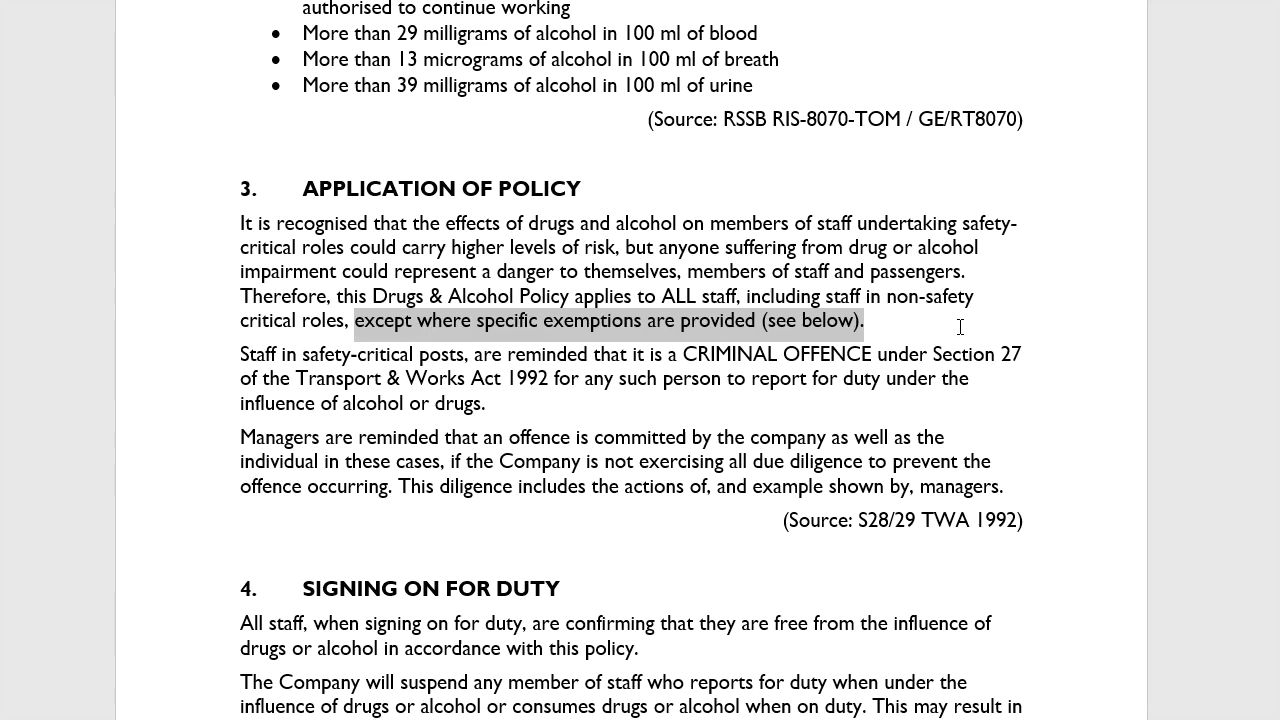 authorised to continue working
• More than 29 milligrams of alcohol in 100 ml of blood
• More than 13 micrograms of alcohol in 100 ml of breath
• More than 39 milligrams of alcohol in 100 ml of urine
(Source: RSSB RIS-8070-TOM / GE/RT8070)
3. APPLICATION OF POLICY
It is recognised that the effects of drugs and alcohol on members of staff undertaking safety-
critical roles could carry higher levels of risk, but anyone suffering from drug or alcohol
impairment could represent a danger to themselves, members of staff and passengers.
Therefore, this Drugs & Alcohol Policy applies to ALL staff, including staff in non-safety
critical roles, except where specific exemptions are provided (see below).
Staff in safety-critical posts, are reminded that it is a CRIMINAL OFFENCE under Section 27
of the Transport & Works Act 1992 for any such person to report for duty under the
influence of alcohol or drugs.
Managers are reminded that an offence is committed by the company as well as the
individual in these cases, if the Company is not exercising all due diligence to prevent the
offence occurring. This diligence includes the actions of, and example shown by, managers.
(Source: S28/29 TWA 1992)
4. SIGNING ON FOR DUTY
All staff, when signing on for duty, are confirming that they are free from the influence of
drugs or alcohol in accordance with this policy.
The Company will suspend any member of staff who reports for duty when under the
influence of drugs or alcohol or consumes drugs or alcohol when on duty. This may result in